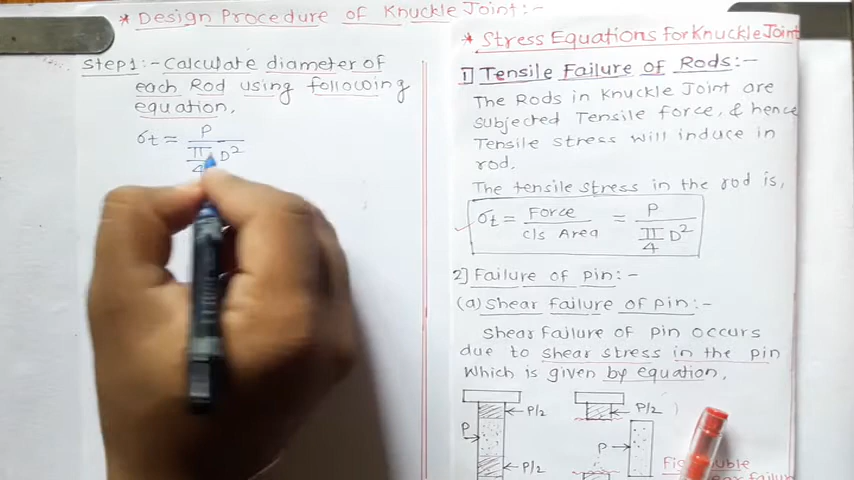 * Design Procedure of Knuckle Joint:-
Step1:- Calculate diameter of
each Rod using following
equation.
σt = P
π D²
4
* Stress Equations for Knuckle Joint
1] Tensile Failure of Rods:-
The Rods in Knuckle Joint are
subjected Tensile force, & hence
Tensile stress will induce in
rod.
The tensile stress in the rod is,
σt = Force = P
c/s Area π D²
4
2] Failure of pin:-
(a) Shear failure of pin:-
Shear Failure of pin occurs
due to shear stress in the pin
which is given by equation,
P/2 P/2
P P
P/2 Double